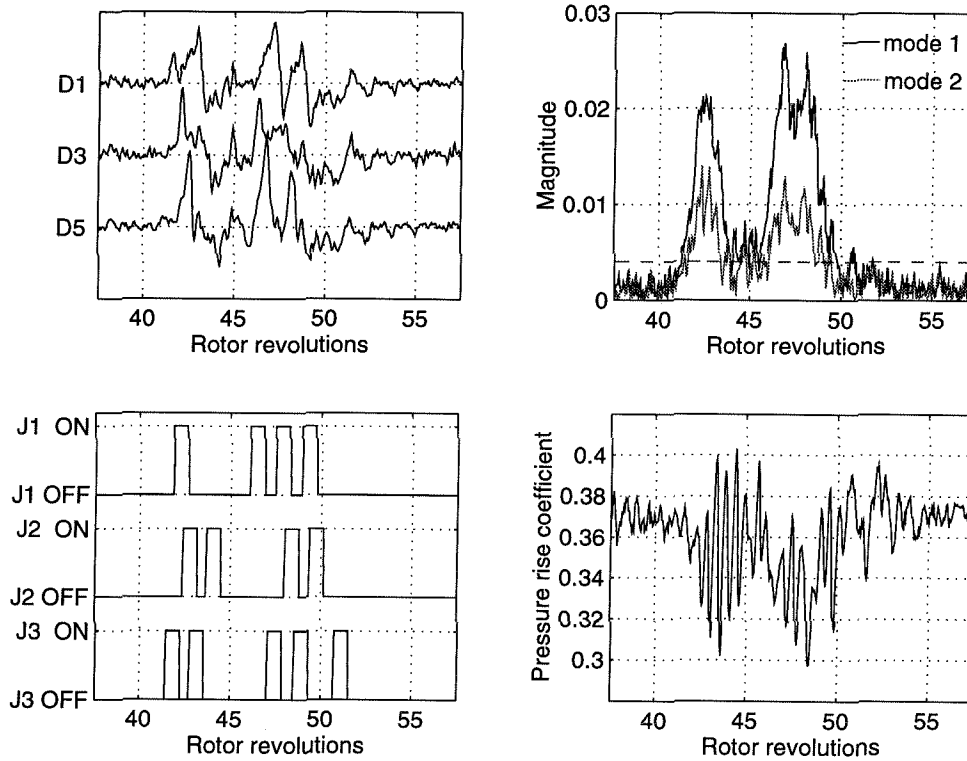 D1
D3
D5
40 45 50 55
Rotor revolutions
0.03
0.02
0.01
0
Magnitude
mode 1
mode 2
40 45 50 55
Rotor revolutions
J1 ON
J1 OFF
J2 ON
J2 OFF
J3 ON
J3 OFF
40 45 50 55
Rotor revolutions
Pressure rise coefficient
0.4
0.38
0.36
0.34
0.32
0.3
40 45 50 55
Rotor revolutions